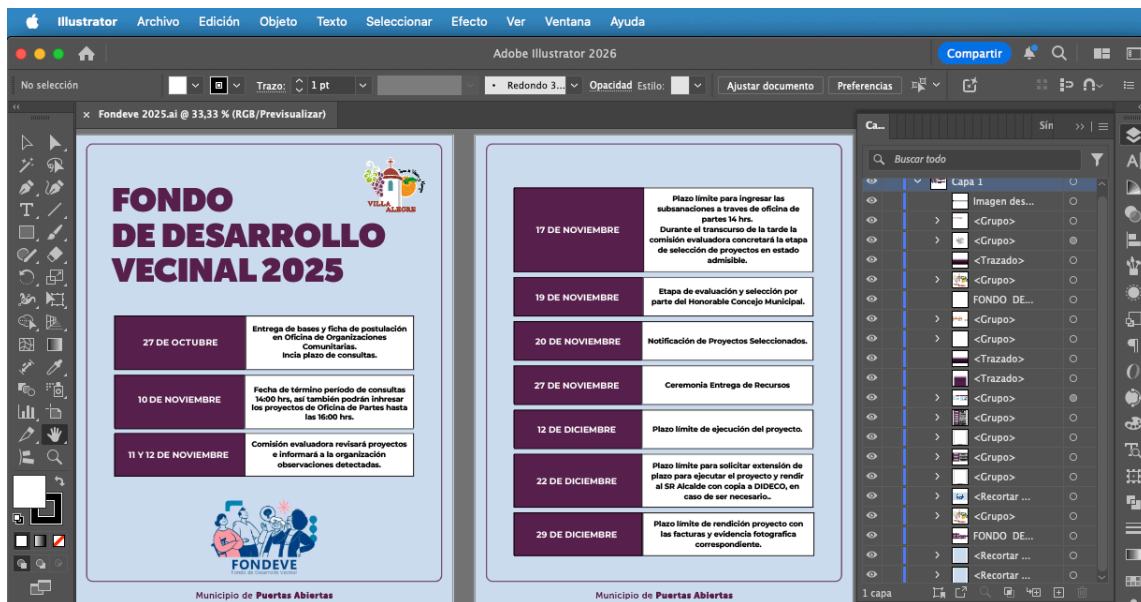 Illustrator Archivo Edición Objeto Texto Seleccionar Efecto Ver Ventana Ayuda
Adobe Illustrator 2026
Compartir
No selección
Trazo: 1 pt
Redondo 3...
Opacidad Estilo:
Ajustar documento
Preferencias
× Fondeve 2025.ai @ 33,33 % (RGB/Previsualizar)
FONDO
DE DESARROLLO
VECINAL 2025
VILLA
ALEGRE
27 DE OCTUBRE
Entrega de bases y ficha de postulación
en Oficina de Organizaciones
Comunitarias.
Incia plazo de consultas.
10 DE NOVIEMBRE
Fecha de término período de consultas
14:00 hrs, así también podrán inhresar
los proyectos de Oficina de Partes hasta
las 16:00 hrs.
11 Y 12 DE NOVIEMBRE
Comisión evaluadora revisará proyectos
e informará a la organización
observaciones detectadas.
FONDEVE
Fondo de Desarrollo Vecinal
Municipio de Puertas Abiertas
17 DE NOVIEMBRE
Plazo límite para ingresar las
subsanaciones a traves de oficina de
partes 14 hrs.
Durante el transcurso de la tarde la
comisión evaluadora concretará la etapa
de selección de proyectos en estado
admisible.
19 DE NOVIEMBRE
Etapa de evaluación y selección por
parte del Honorable Concejo Municipal.
20 DE NOVIEMBRE
Notificación de Proyectos Seleccionados.
27 DE NOVIEMBRE
Ceremonia Entrega de Recursos
12 DE DICIEMBRE
Plazo límite de ejecución del proyecto.
22 DE DICIEMBRE
Plazo límite para solicitar extensión de
plazo para ejecutar el proyecto y rendir
al SR Alcalde con copia a DIDECO, en
caso de ser necesario..
29 DE DICIEMBRE
Plazo límite de rendición proyecto con
las facturas y evidencia fotografica
correspondiente.
Municipio de Puertas Abiertas
Ca...
Sín
Buscar todo
Capa 1
Imagen des...
<Grupo>
<Grupo>
<Trazado>
<Grupo>
FONDO DE...
<Grupo>
<Grupo>
<Trazado>
<Trazado>
<Grupo>
<Grupo>
<Grupo>
<Grupo>
<Grupo>
<Recortar ...
<Grupo>
FONDO DE...
<Recortar ...
<Recortar ...
1 capa